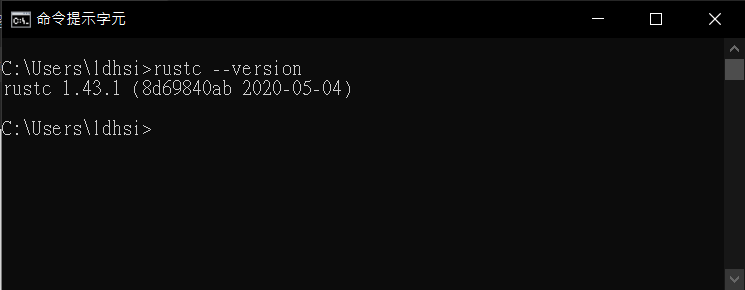 命令提示字元
C:\Users\ldhsi>rustc --version
rustc 1.43.1 (8d69840ab 2020-05-04)
C:\Users\ldhsi>